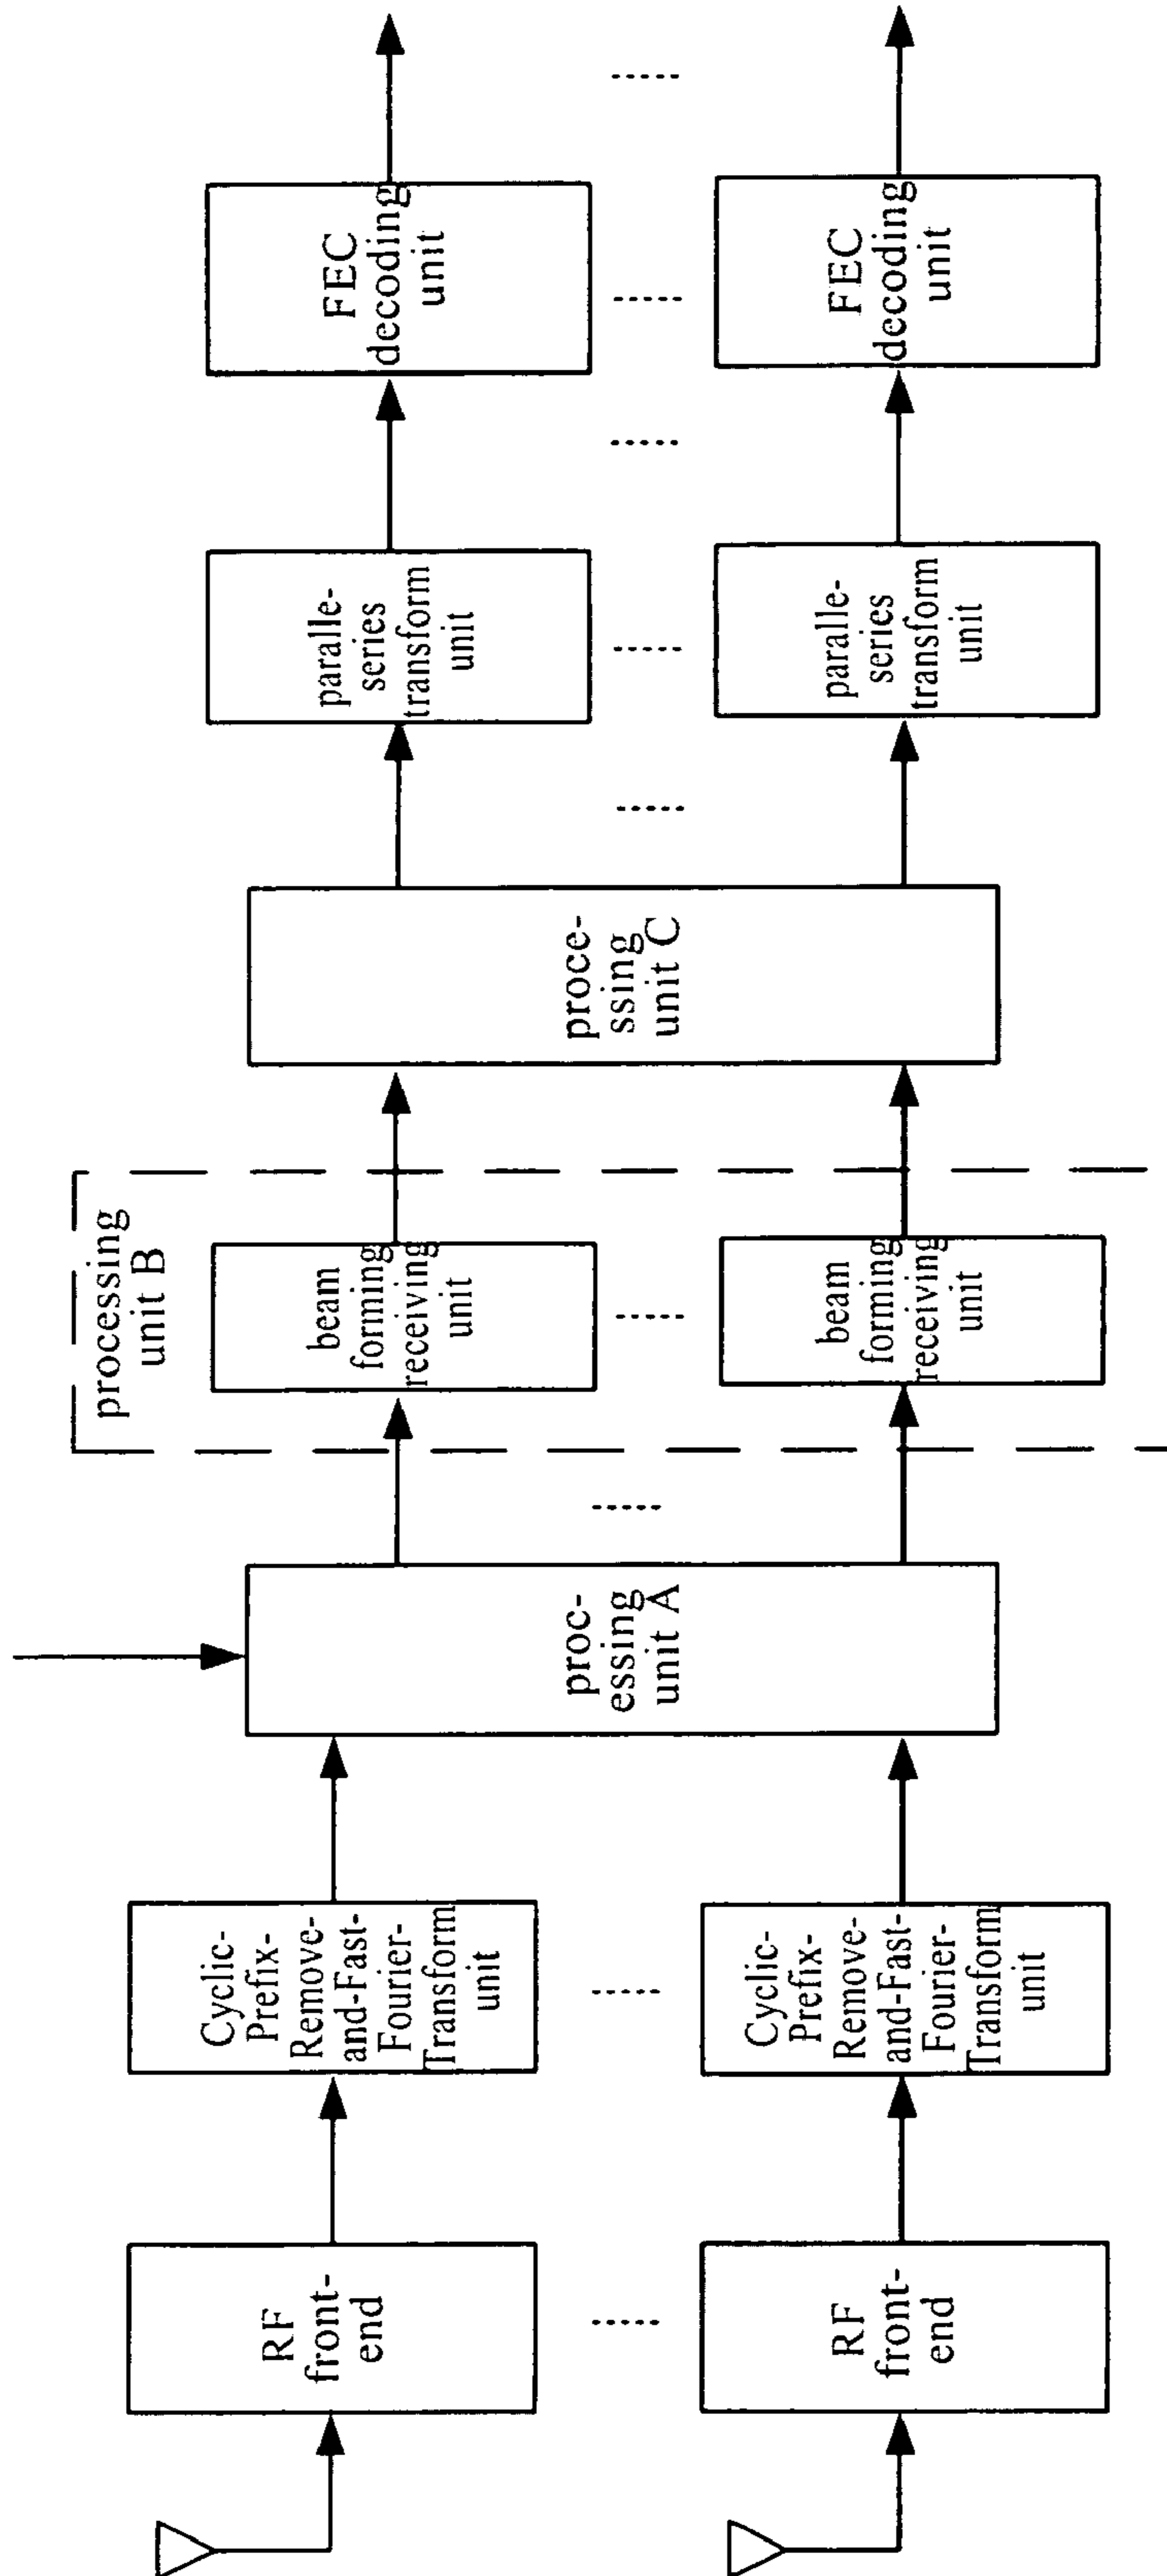 RF
front-
end
Cyclic-
Prefix-
Remove-
and-Fast-
Fourier-
Transform
unit
proc-
essing
unit A
processing
unit B
beam
forming
receiving
unit
proce-
ssing
unit C
paralle-
series
transform
unit
FEC
decoding
unit
RF
front-
end
Cyclic-
Prefix-
Remove-
and-Fast-
Fourier-
Transform
unit
beam
forming
receiving
unit
paralle-
series
transform
unit
FEC
decoding
unit